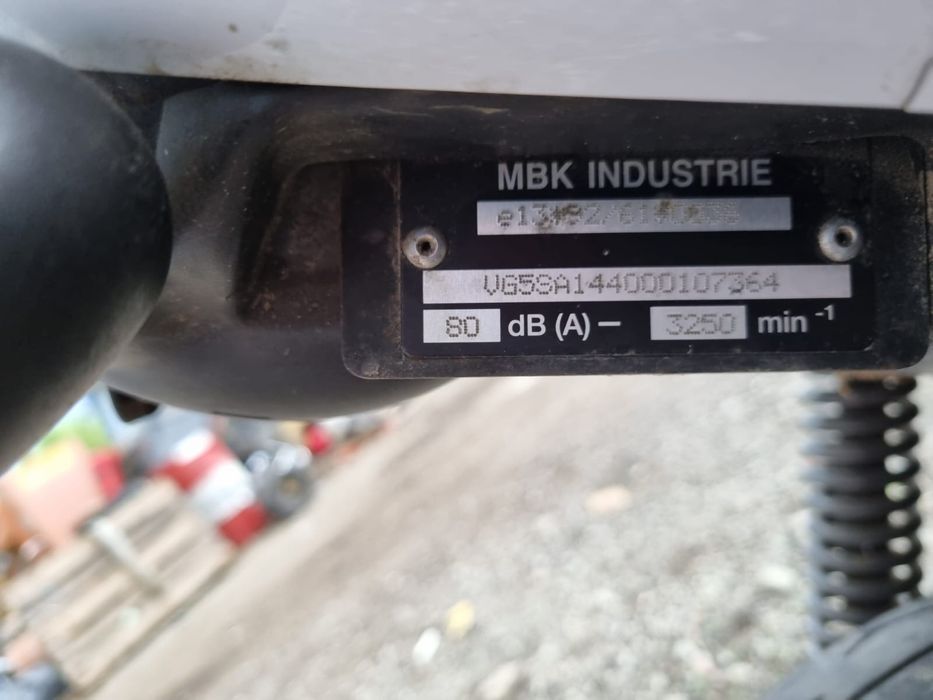 MBK INDUSTRIE
VG5SA144000107364
80 dB (A) – 3250 min -1